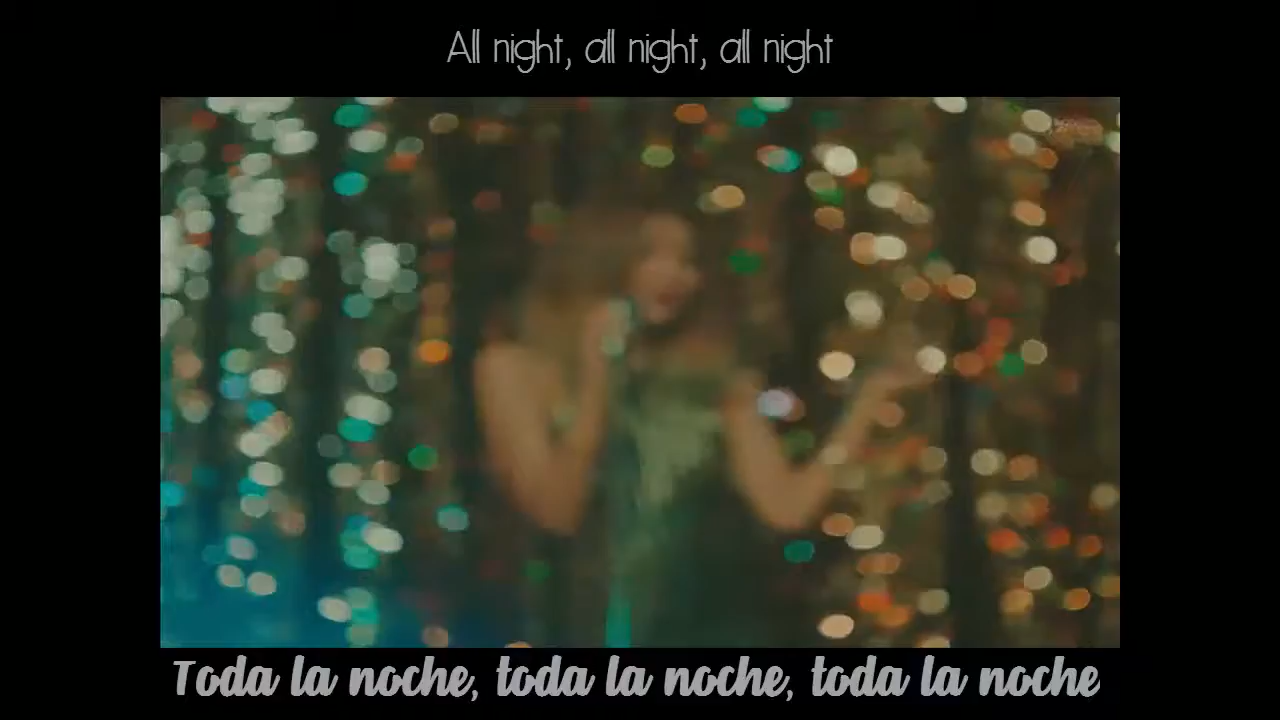 All night, all night, all night
Toda la noche, toda la noche, toda la noche